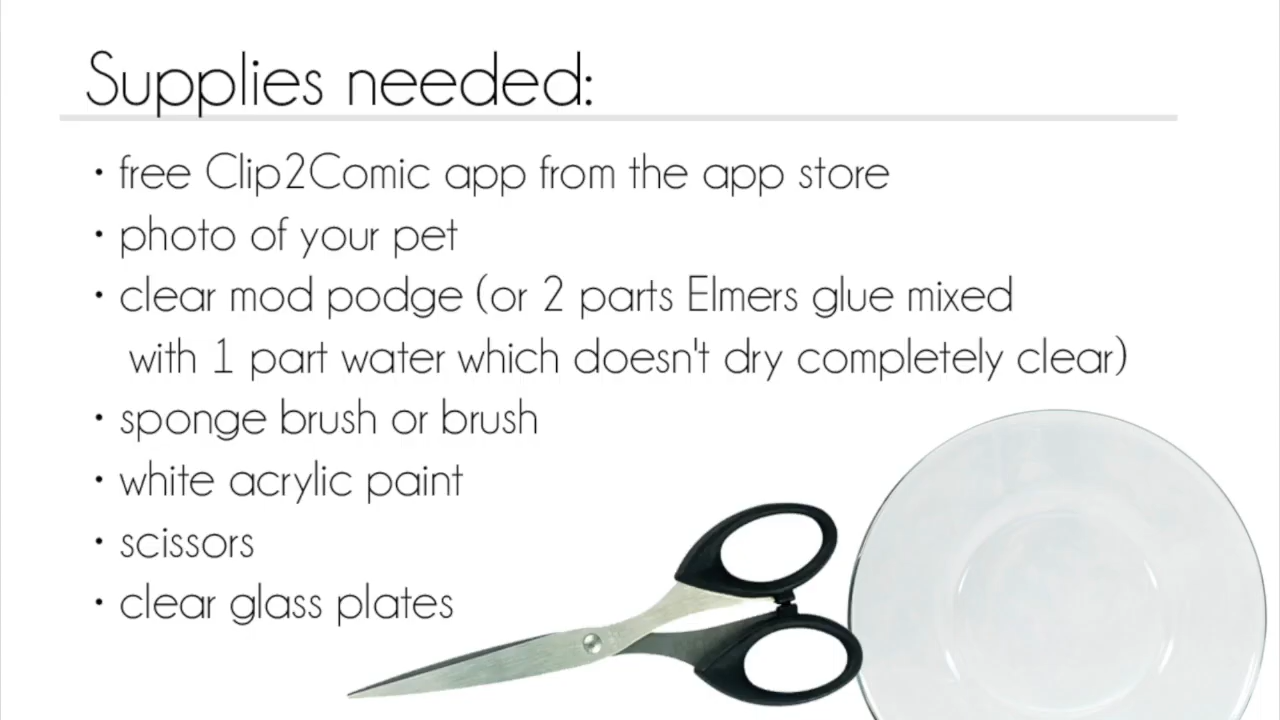 Supplies needed:
• free Clip2Comic app from the app store
• photo of your pet
• clear mod podge (or 2 parts Elmers glue mixed
with 1 part water which doesn't dry completely clear)
• sponge brush or brush
• white acrylic paint
• scissors
• clear glass plates